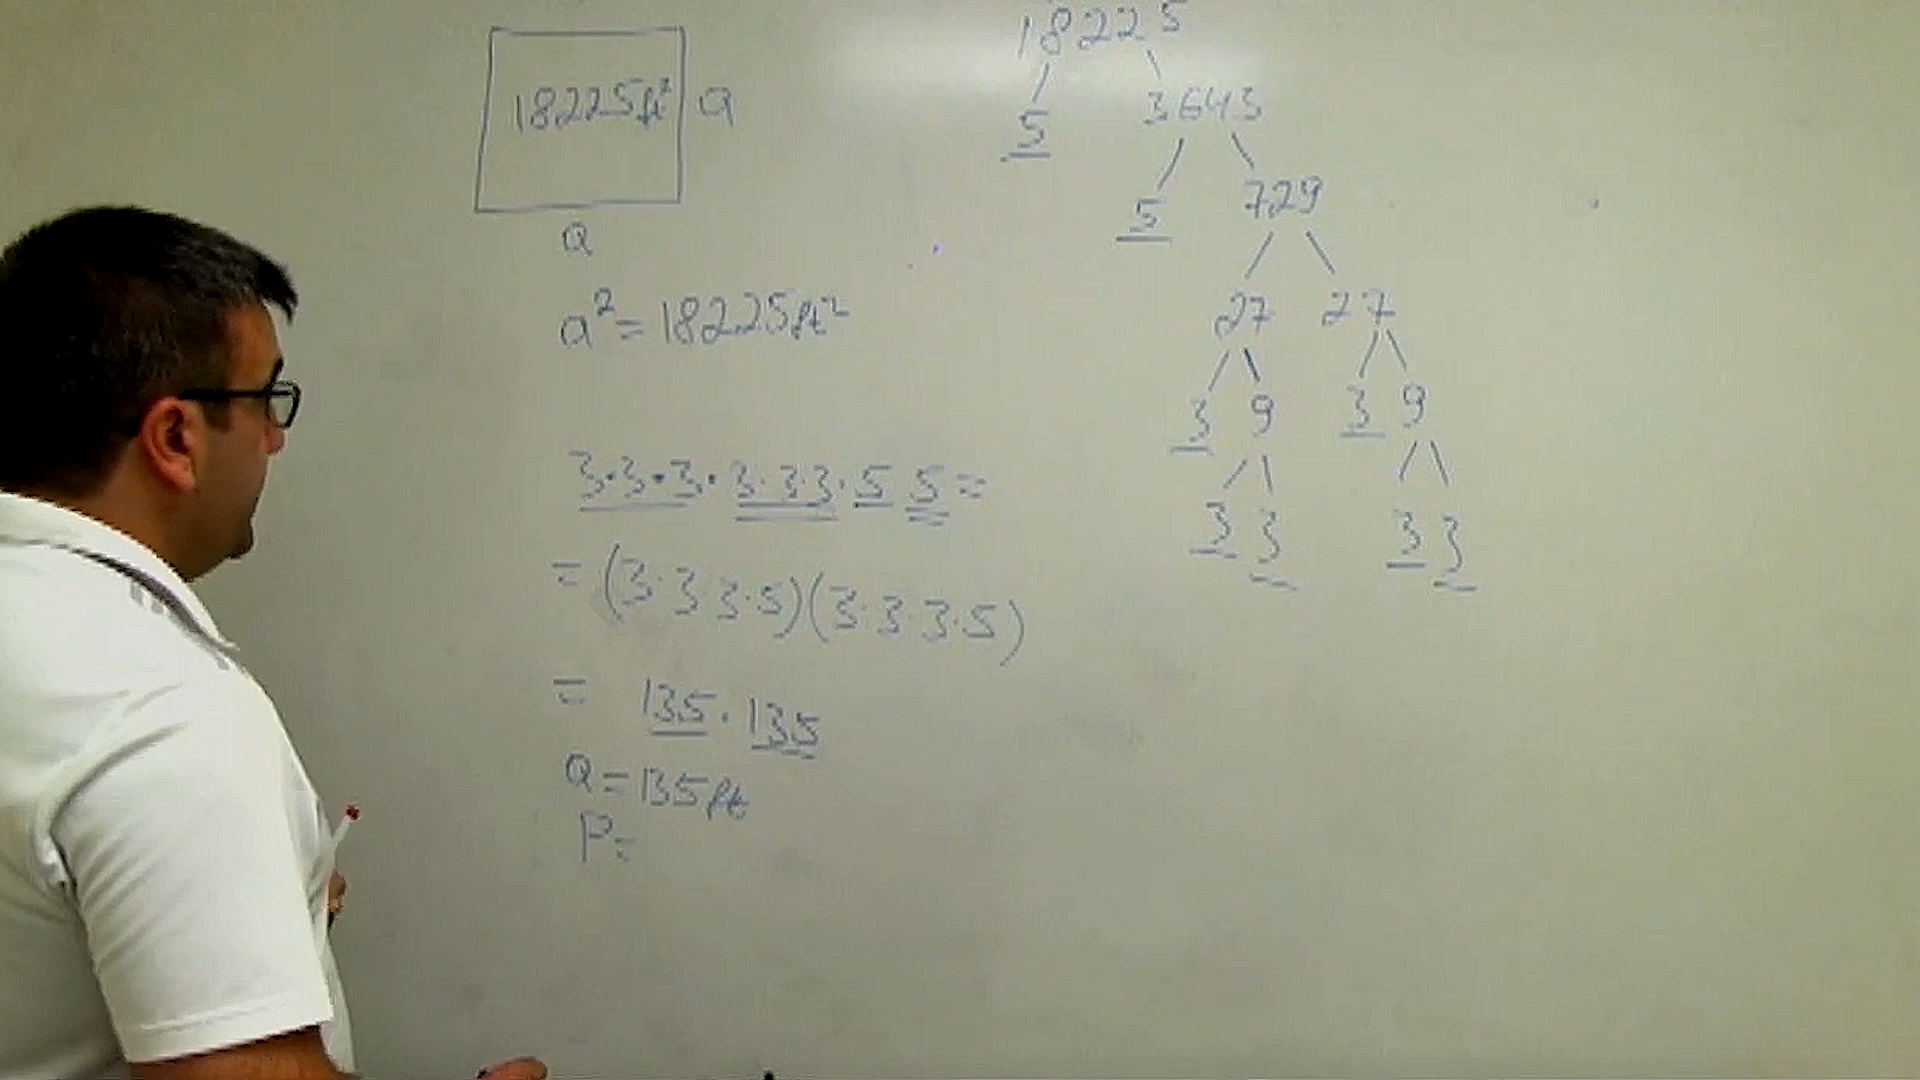 18225ft² a
a
a² = 18225ft²
3·3·3·3·3·3·5 5 =
= (3·3 3·5)(3·3·3·5)
= 135·135
a = 135ft
P=
18225
5 3645
5 729
27 27
3 9 3 9
3 3 3 3